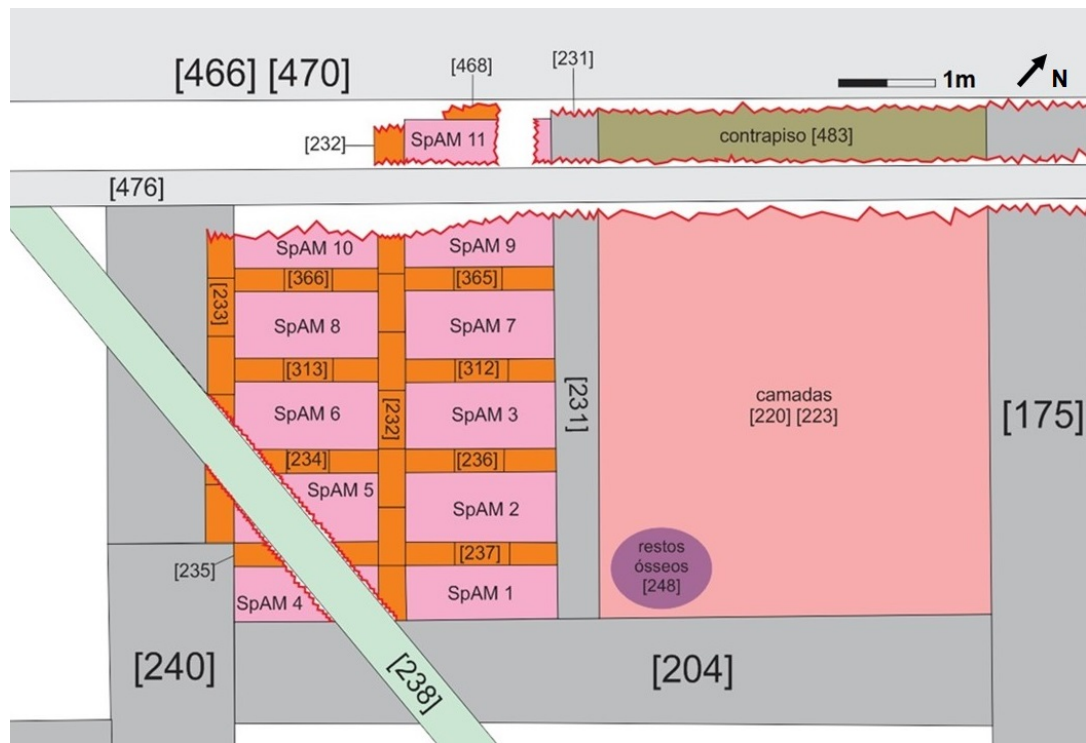 [466] [470]
[468]
[231]
1m
N
[232]
SpAM 11
contrapiso [483]
[476]
SpAM 10
SpAM 9
[366]
[365]
[233]
SpAM 8
SpAM 7
[313]
[312]
[232]
[231]
SpAM 6
SpAM 3
camadas
[220] [223]
[175]
[234]
[236]
SpAM 5
SpAM 2
[235]
[237]
restos
ósseos
[248]
SpAM 4
SpAM 1
[240]
[238]
[204]